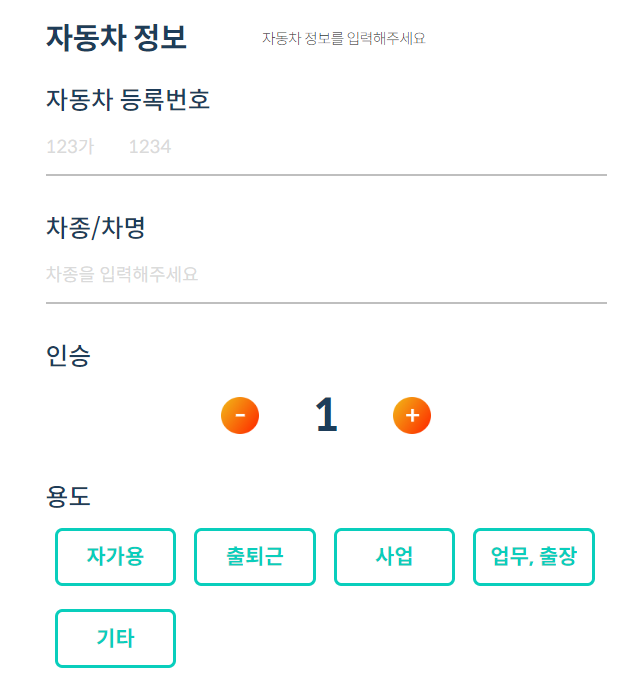 자동차 정보 자동차 정보를 입력해주세요
자동차 등록번호
123가 1234
차종/차명
차종을 입력해주세요
인승
- 1 +
용도
자가용 출퇴근 사업 업무, 출장
기타